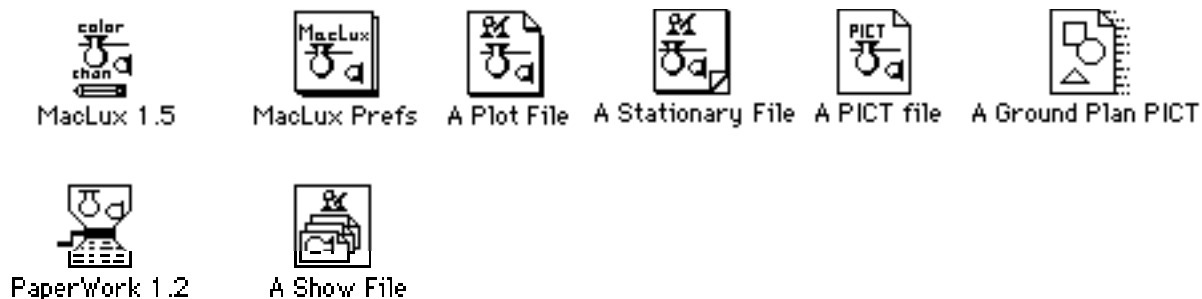 color
chan
MacLux 1.5
MacLux
MacLux Prefs
A Plot File
A Stationary File
PICT
A PICT file
A Ground Plan PICT
PaperWork 1.2
A Show File